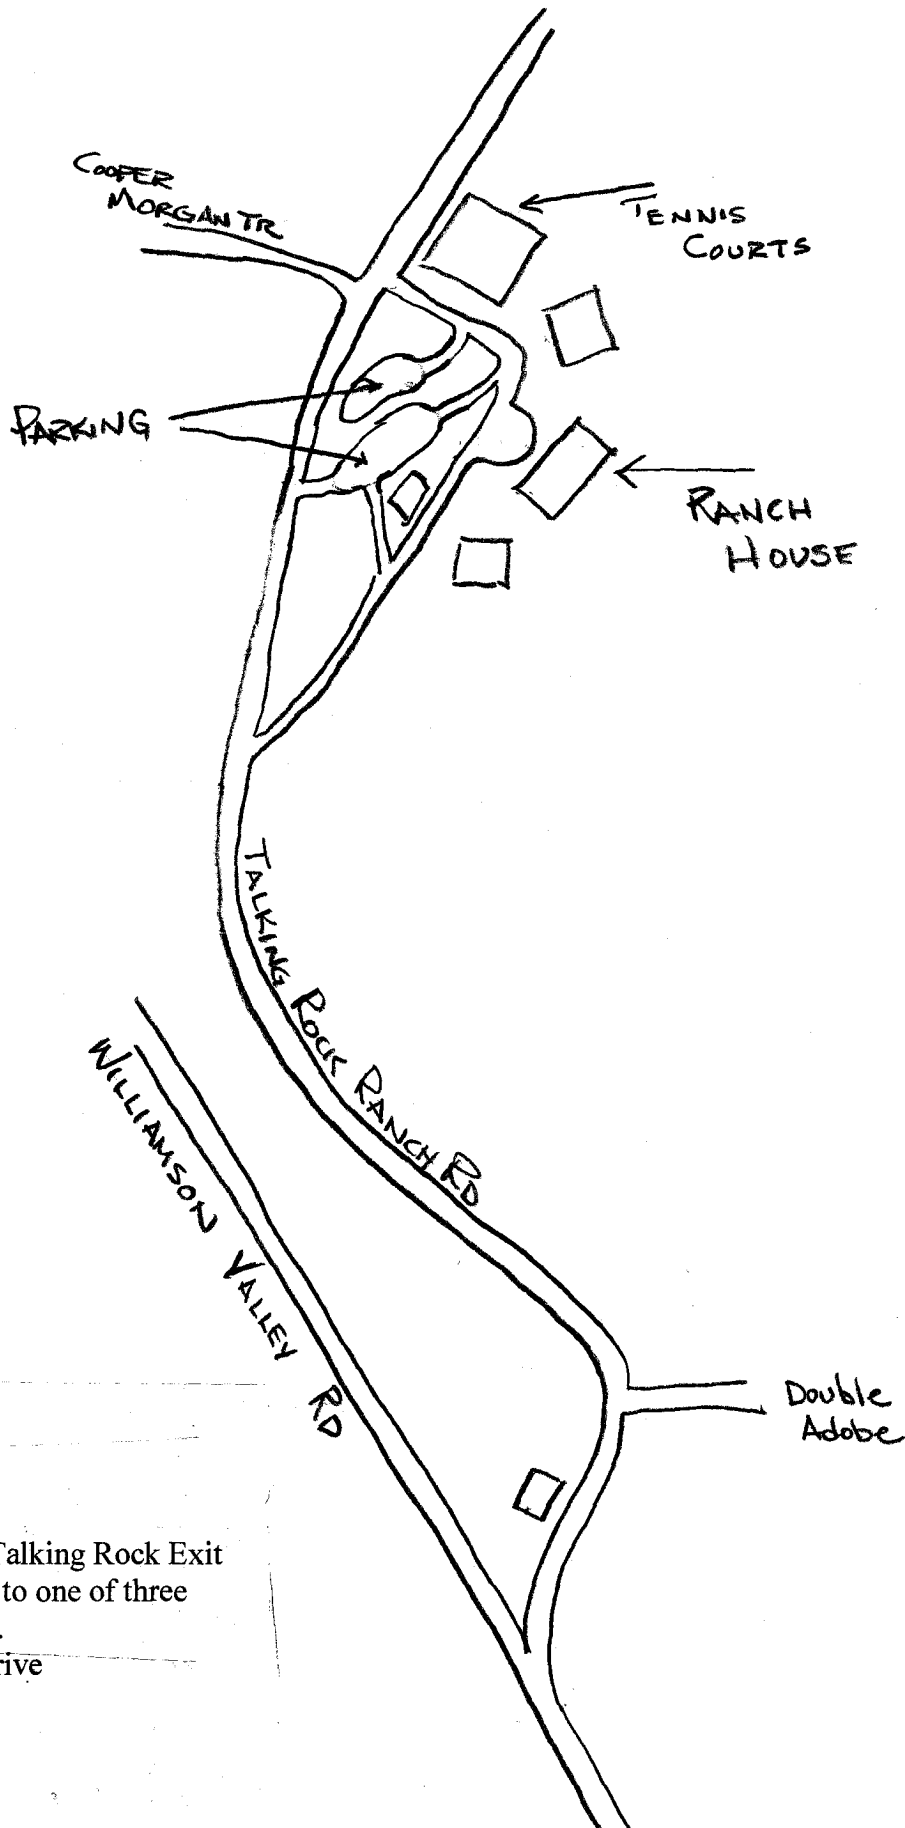 COOPER
MORGAN TR
TENNIS
COURTS
PARKING
RANCH
HOUSE
TALKING ROCK RANCH RD
WILLIAMSON VALLEY RD
Double
Adobe
Talking Rock Exit
to one of three
.
rive